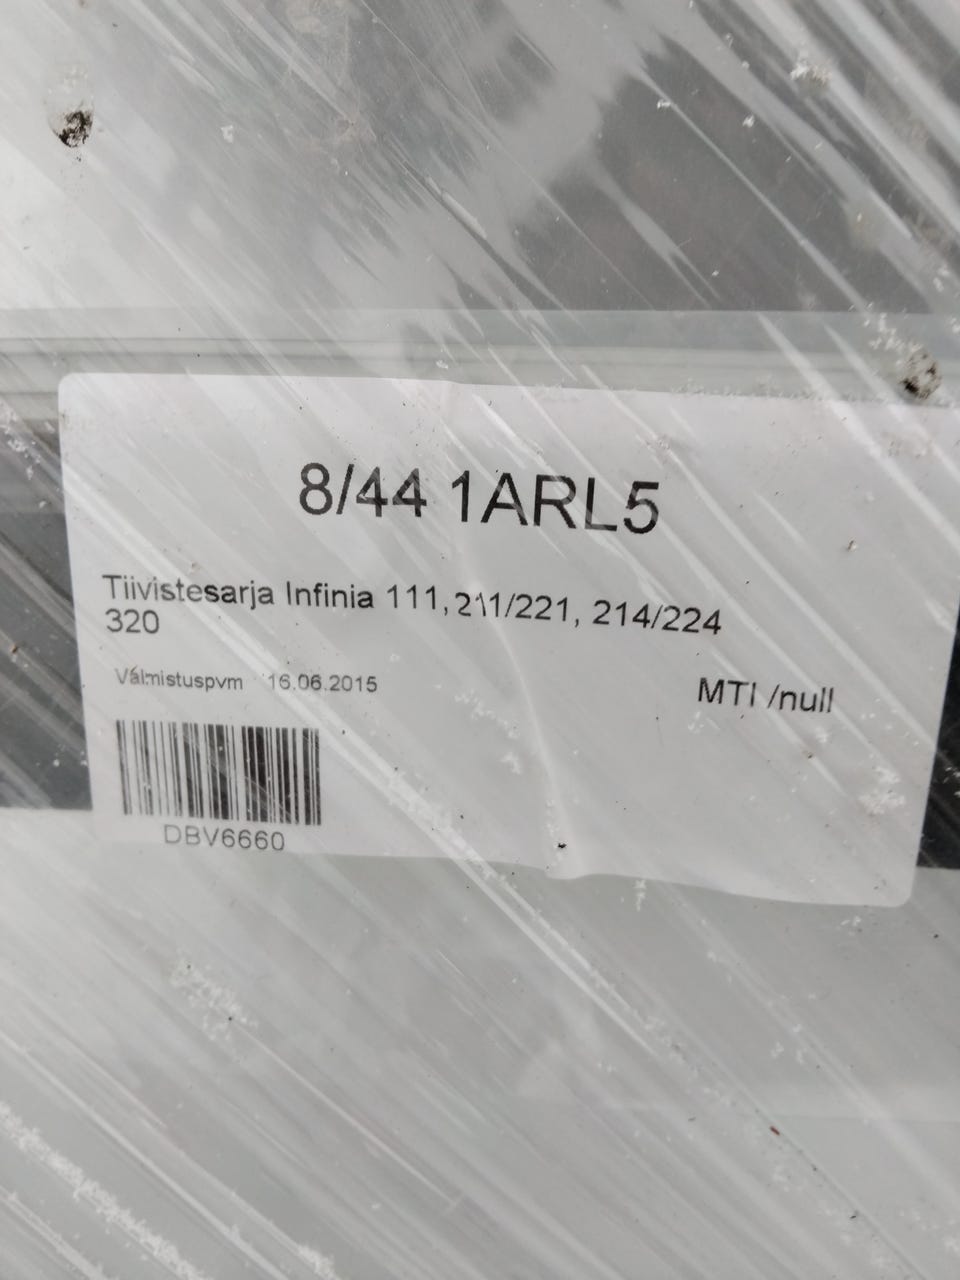 8/44 1ARL5
Tiivistesarja Infinia 111, 211/221, 214/224
320
Valmistuspvm 16.06.2015
MTI /null
DBV6660